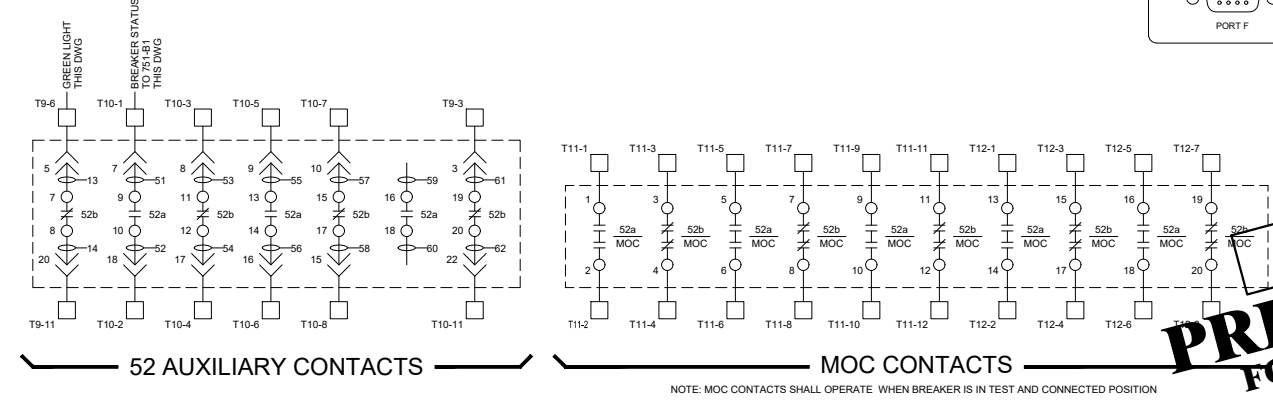 PORT F
GREEN LIGHT
THIS DWG
BREAKER STATUS
TO 751-B1
THIS DWG
T9-6 T10-1 T10-3 T10-5 T10-7 T9-3
5 7 8 9 10 3
13 51 53 55 57 59 61
7 9 11 13 15 16 19
52b 52a 52b 52a 52b 52a 52b
8 10 12 14 17 18 20
14 52 54 56 58 60 62
20 18 17 16 15 22
T9-11 T10-2 T10-4 T10-6 T10-8 T10-11
52 AUXILIARY CONTACTS
T11-1 T11-3 T11-5 T11-7 T11-9 T11-11 T12-1 T12-3 T12-5 T12-7
1 3 5 7 9 11 13 15 16 19
52a 52b 52a 52b 52a 52b 52a 52b 52a 52b
MOC MOC MOC MOC MOC MOC MOC MOC MOC MOC
2 4 6 8 10 12 14 17 18 20
T11-2 T11-4 T11-6 T11-8 T11-10 T11-12 T12-2 T12-4 T12-6
MOC CONTACTS
NOTE: MOC CONTACTS SHALL OPERATE WHEN BREAKER IS IN TEST AND CONNECTED POSITION